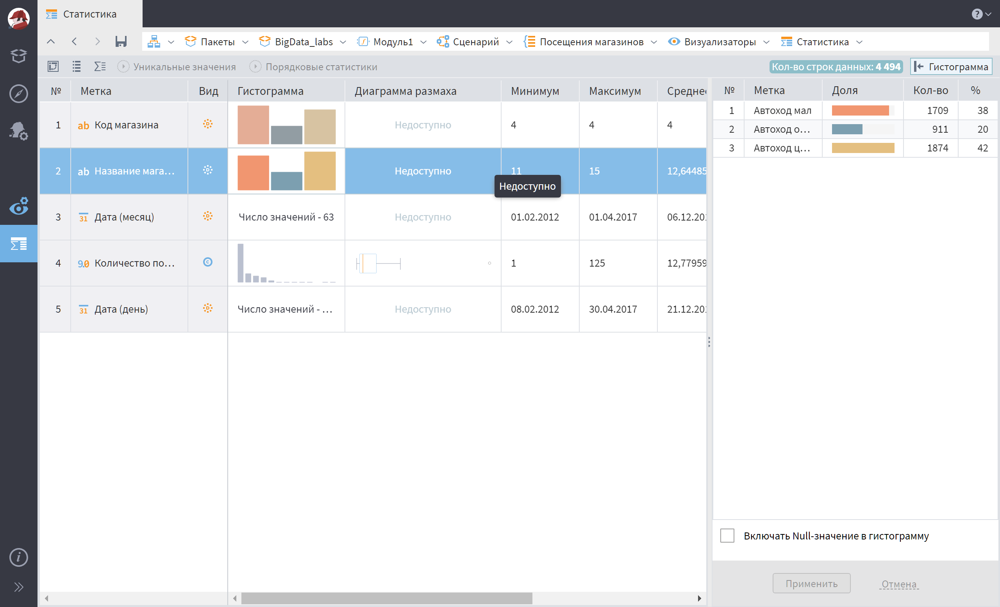 Статистика
Пакеты BigData_labs Модуль1 Сценарий Посещения магазинов Визуализаторы Статистика
Уникальные значения Порядковые статистики Кол-во строк данных: 4 494 Гистограмма
№ Метка Вид Гистограмма Диаграмма размаха Минимум Максимум Среднее
1 ab Код магазина Недоступно 4 4 4
2 ab Название мага... Недоступно 11 15 12,64485
Недоступно
3 31 Дата (месяц) Число значений - 63 Недоступно 01.02.2012 01.04.2017 06.12.20
4 9.0 Количество по... 1 125 12,77959
5 31 Дата (день) Число значений - ... Недоступно 08.02.2012 30.04.2017 21.12.20
№ Метка Доля Кол-во %
1 Автоход мал 1709 38
2 Автоход о... 911 20
3 Автоход ц... 1874 42
Включать Null-значение в гистограмму
Применить Отмена